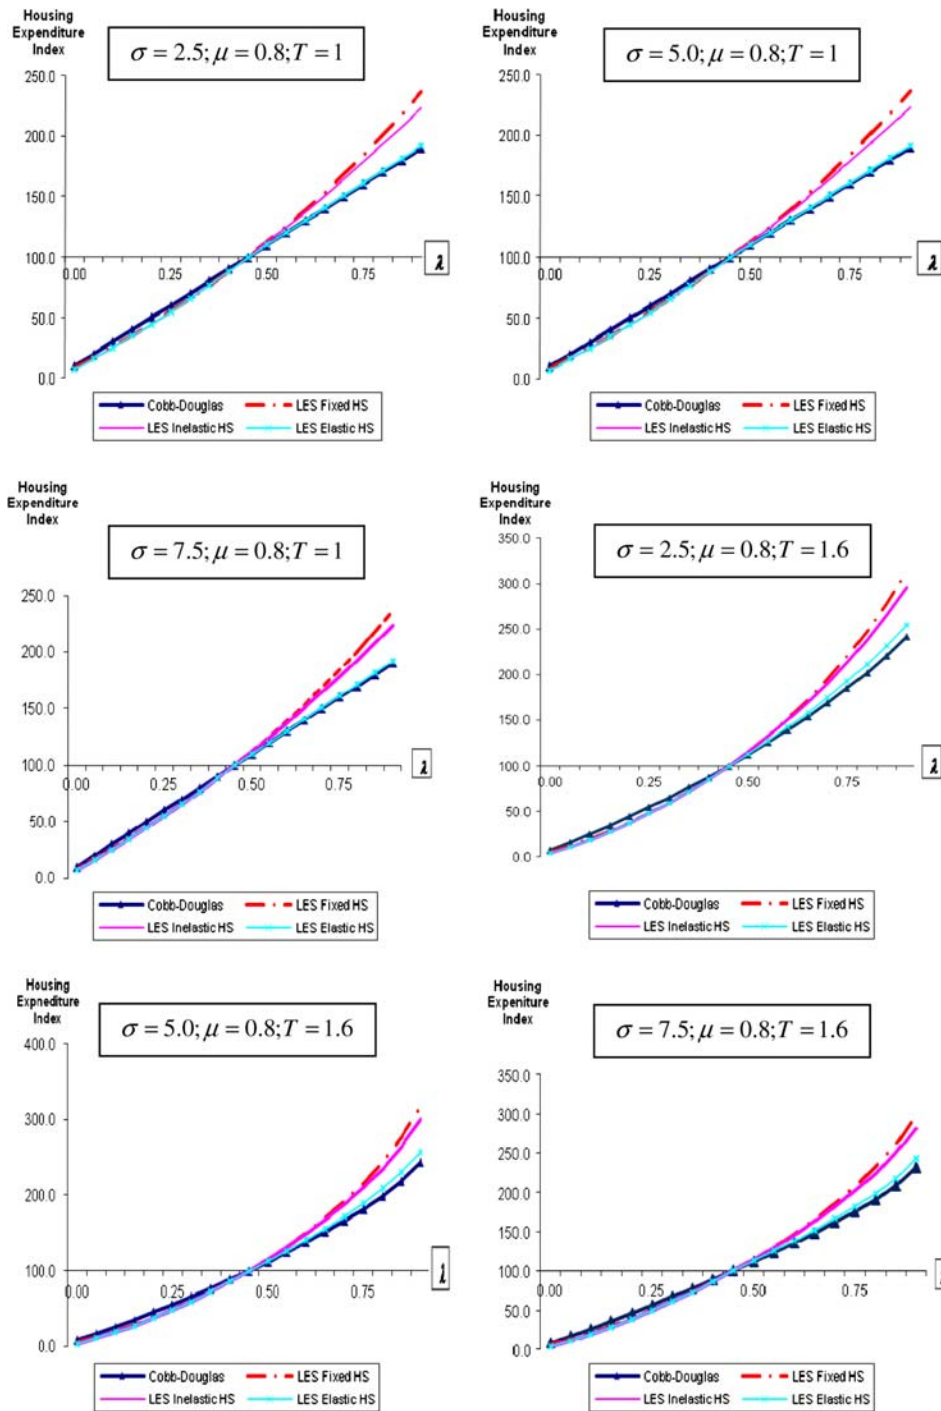 Housing
Expenditure
Index
σ = 2.5; μ = 0.8; T = 1
250.0
200.0
150.0
100.0
50.0
0.0
0.00 0.25 0.50 0.75
λ
Cobb-Douglas LES Fixed HS
LES Inelastic HS LES Elastic HS
Housing
Expenditure
Index
σ = 5.0; μ = 0.8; T = 1
250.0
200.0
150.0
100.0
50.0
0.0
0.00 0.25 0.50 0.75
λ
Cobb-Douglas LES Fixed HS
LES Inelastic HS LES Elastic HS
Housing
Expenditure
Index
σ = 7.5; μ = 0.8; T = 1
250.0
200.0
150.0
100.0
50.0
0.0
0.00 0.25 0.50 0.75
λ
Cobb-Douglas LES Fixed HS
LES Inelastic HS LES Elastic HS
Housing
Expenditure
Index
σ = 2.5; μ = 0.8; T = 1.6
350.0
300.0
250.0
200.0
150.0
100.0
50.0
0.0
0.00 0.25 0.50 0.75
λ
Cobb-Douglas LES Fixed HS
LES Inelastic HS LES Elastic HS
Housing
Expnediture
Index
σ = 5.0; μ = 0.8; T = 1.6
400.0
300.0
200.0
100.0
0.0
0.00 0.25 0.50 0.75
λ
Cobb-Douglas LES Fixed HS
LES Inelastic HS LES Elastic HS
Housing
Expeniture
Index
σ = 7.5; μ = 0.8; T = 1.6
350.0
300.0
250.0
200.0
150.0
100.0
50.0
0.0
0.00 0.25 0.50 0.75
Cobb-Douglas LES Fixed HS
LES Inelastic HS LES Elastic HS